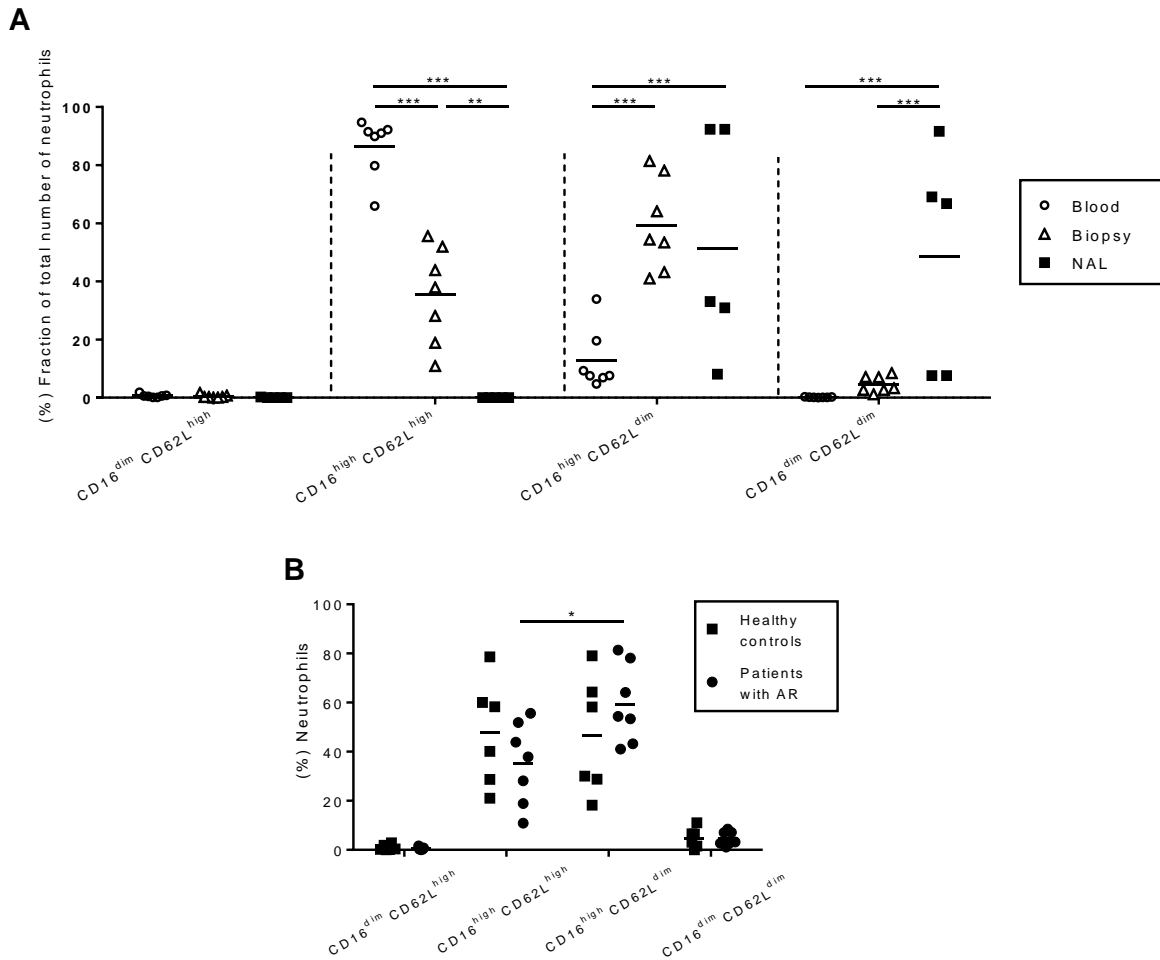 A
(%) Fraction of total number of neutrophils
100
80
60
40
20
0
***
*** **
***
***
***
***
CD16dim CD62Lhigh
CD16high CD62Lhigh
CD16high CD62Ldim
CD16dim CD62Ldim
Blood
Biopsy
NAL
B
(%) Neutrophils
100
80
60
40
20
0
*
CD16dim CD62Lhigh
CD16high CD62Lhigh
CD16high CD62Ldim
CD16dim CD62Ldim
Healthy
controls
Patients
with AR